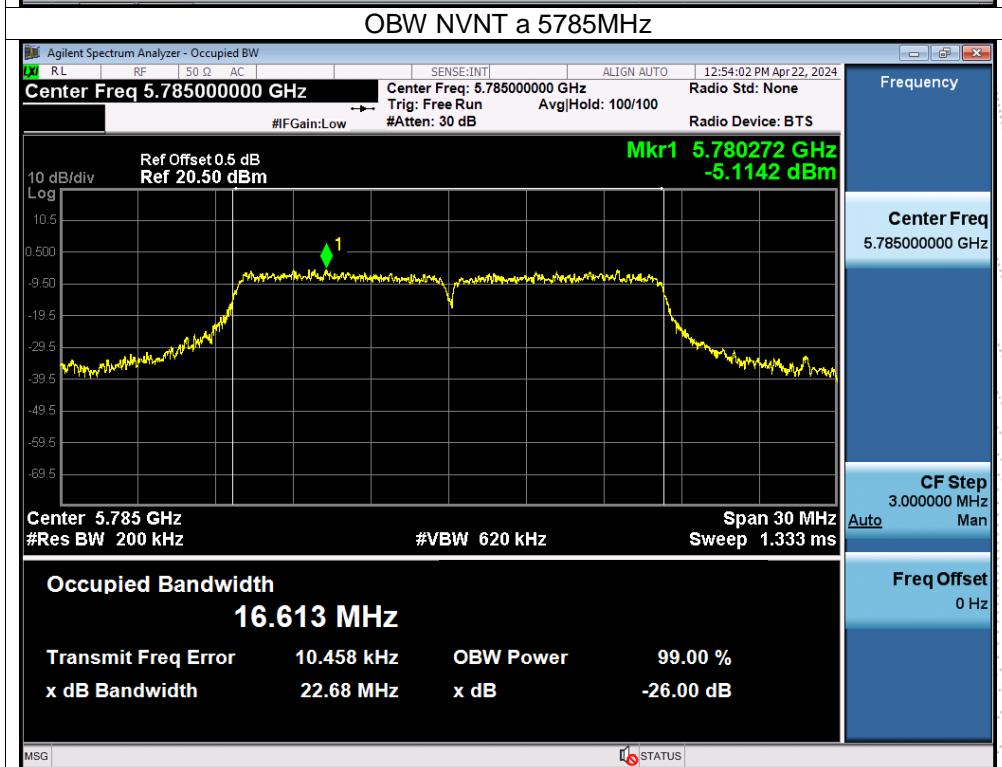 OBW NVNT a 5785MHz
Agilent Spectrum Analyzer - Occupied BW
LXI RL RF 50 Ω AC SENSE:INT ALIGN AUTO 12:54:02 PM Apr 22, 2024
Center Freq 5.785000000 GHz
Center Freq: 5.785000000 GHz Radio Std: None
Trig: Free Run Avg|Hold: 100/100
#IFGain:Low #Atten: 30 dB Radio Device: BTS
Mkr1 5.780272 GHz
-5.1142 dBm
Ref Offset 0.5 dB
10 dB/div Ref 20.50 dBm
Log
10.5
0.500
-9.50
-19.5
-29.5
-39.5
-49.5
-59.5
-69.5
1
Center 5.785 GHz Span 30 MHz
#Res BW 200 kHz #VBW 620 kHz Sweep 1.333 ms
Occupied Bandwidth
16.613 MHz
Transmit Freq Error 10.458 kHz OBW Power 99.00 %
x dB Bandwidth 22.68 MHz x dB -26.00 dB
Frequency
Center Freq
5.785000000 GHz
CF Step
3.000000 MHz
Auto Man
Freq Offset
0 Hz
MSG STATUS